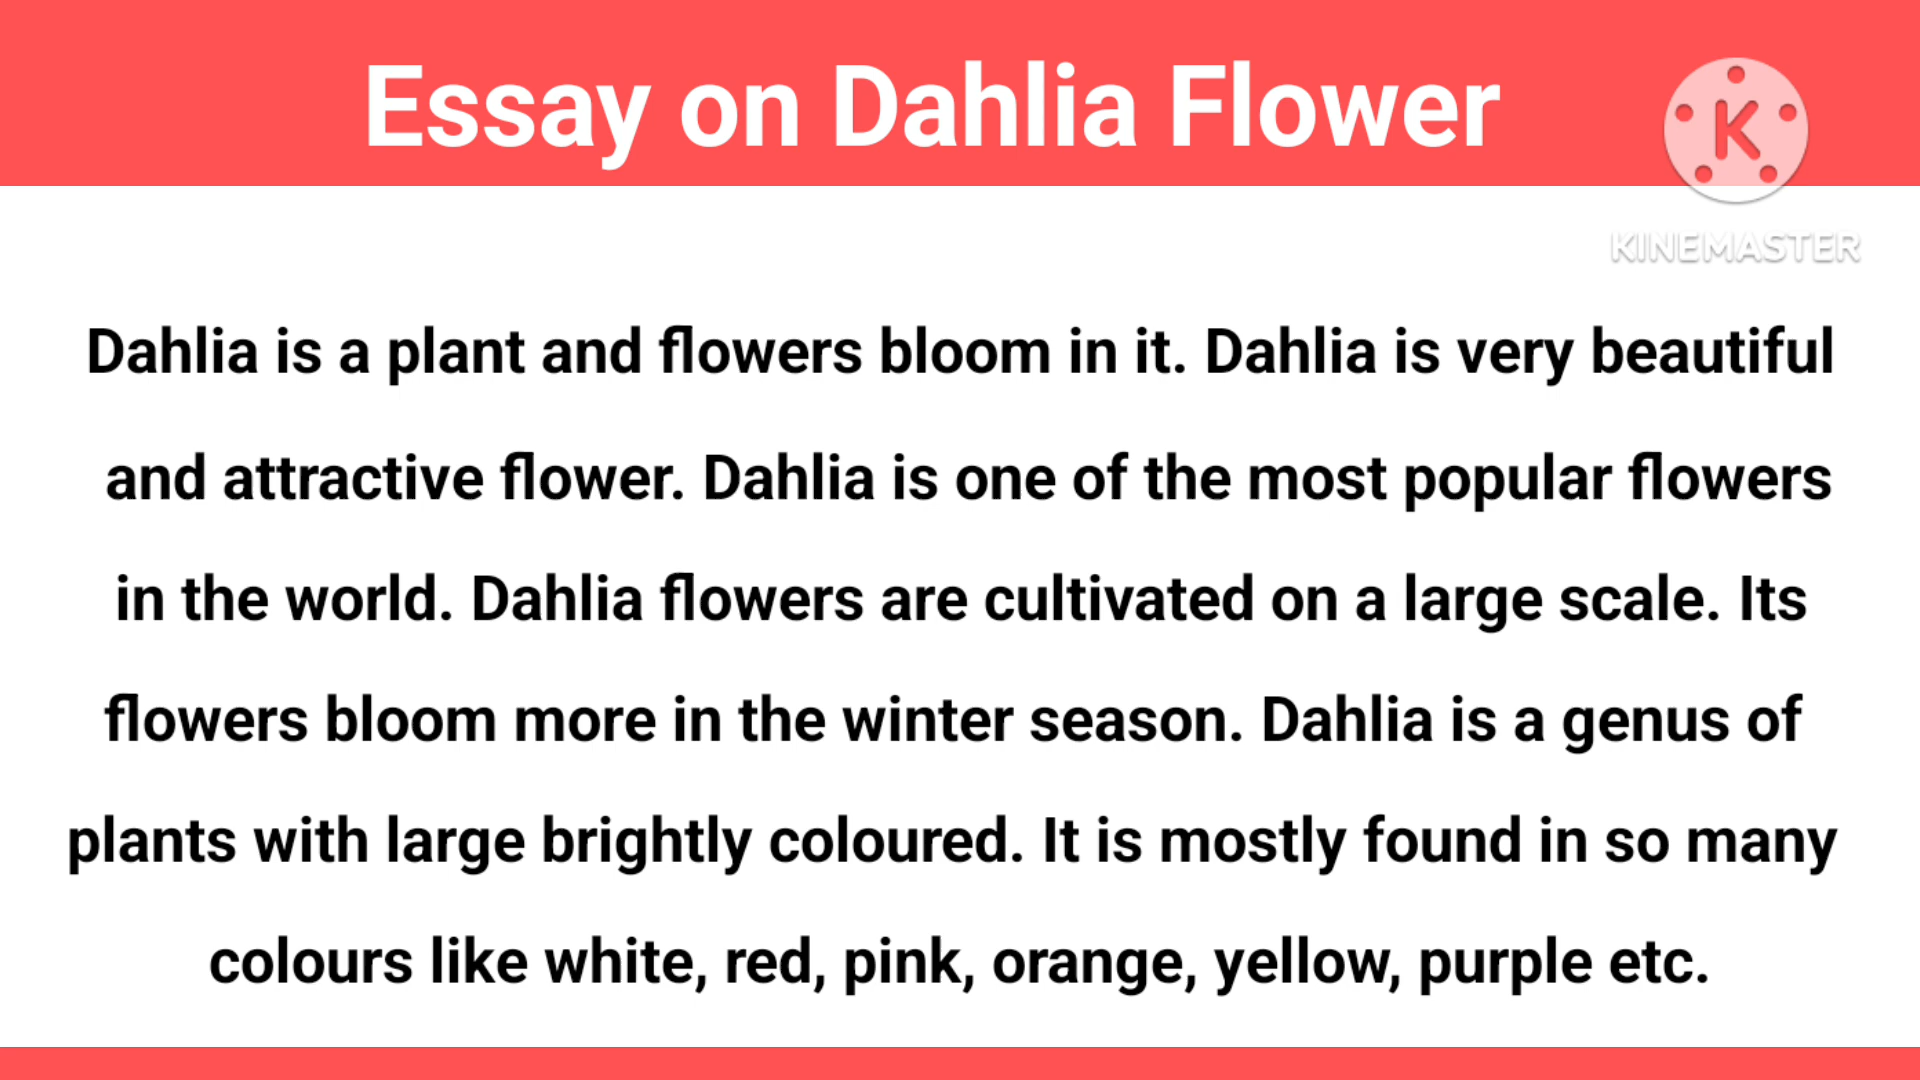 Essay on Dahlia Flower
K
KINEMASTER
Dahlia is a plant and flowers bloom in it. Dahlia is very beautiful
and attractive flower. Dahlia is one of the most popular flowers
in the world. Dahlia flowers are cultivated on a large scale. Its
flowers bloom more in the winter season. Dahlia is a genus of
plants with large brightly coloured. It is mostly found in so many
colours like white, red, pink, orange, yellow, purple etc.